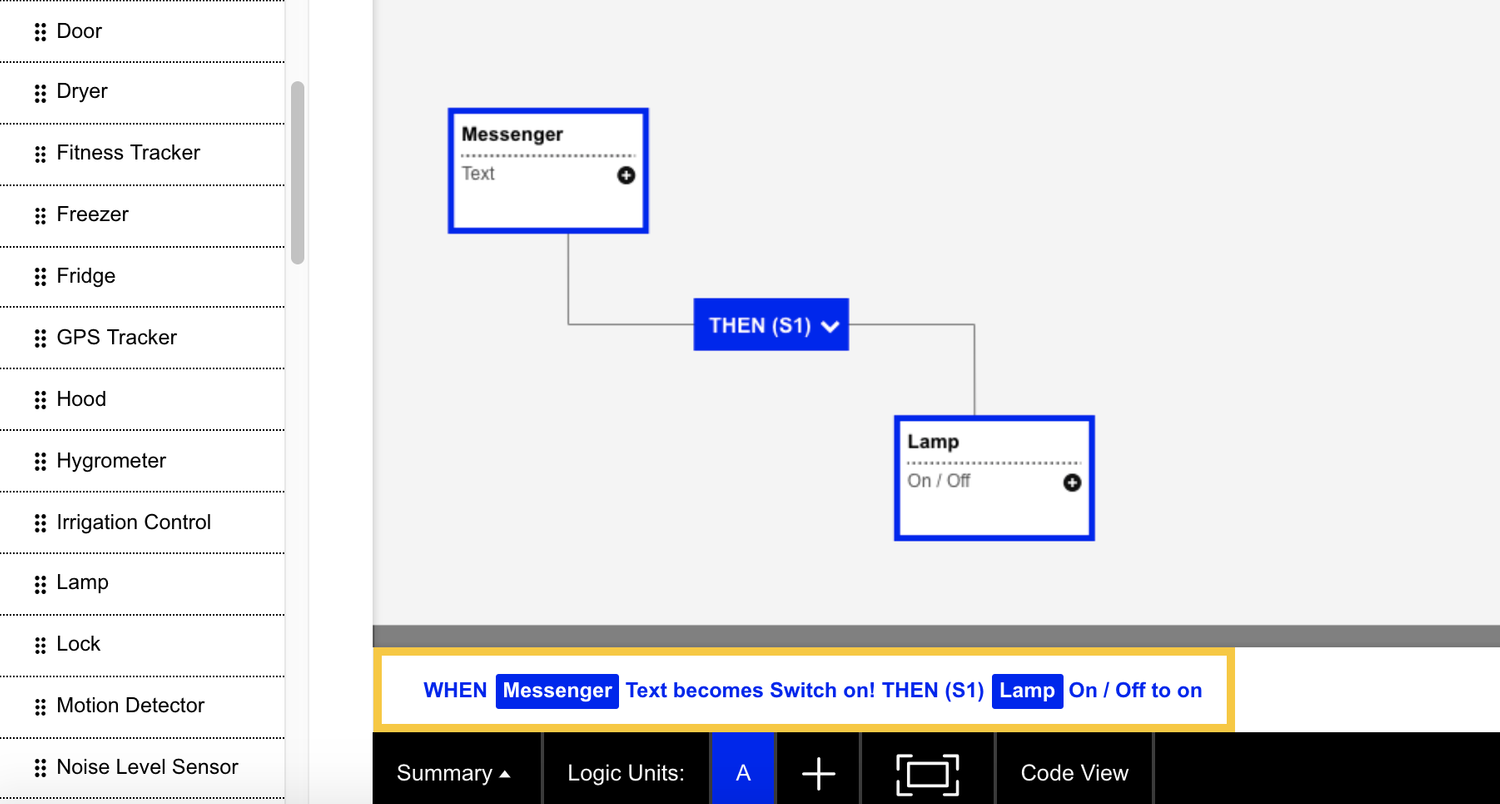 Door
Dryer
Fitness Tracker
Freezer
Fridge
GPS Tracker
Hood
Hygrometer
Irrigation Control
Lamp
Lock
Motion Detector
Noise Level Sensor
Messenger
Text
THEN (S1)
Lamp
On / Off
WHEN Messenger Text becomes Switch on! THEN (S1) Lamp On / Off to on
Summary Logic Units: A Code View